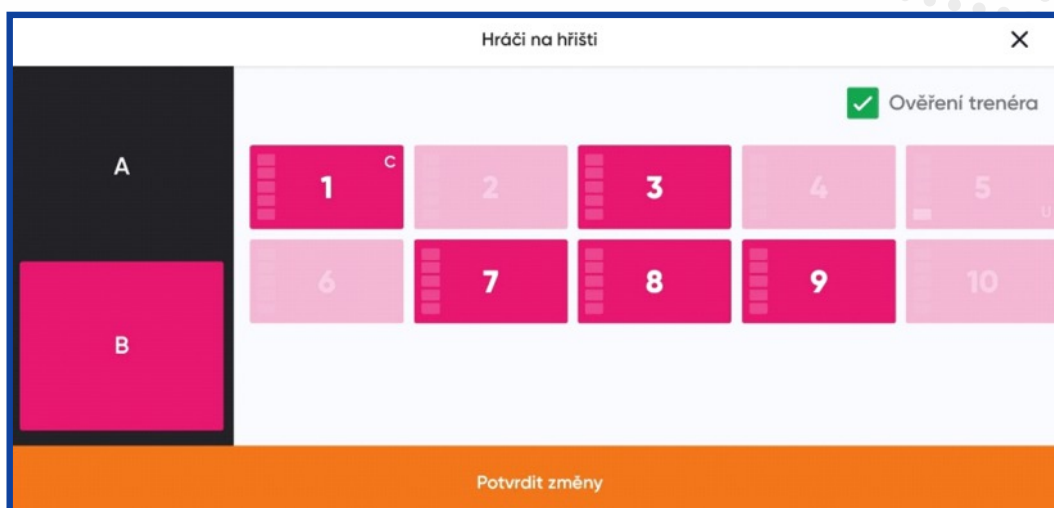 Hráči na hřišti
Ověření trenéra
A
1 C 2 3 4 5 U
6 7 8 9 10
B
Potvrdit změny